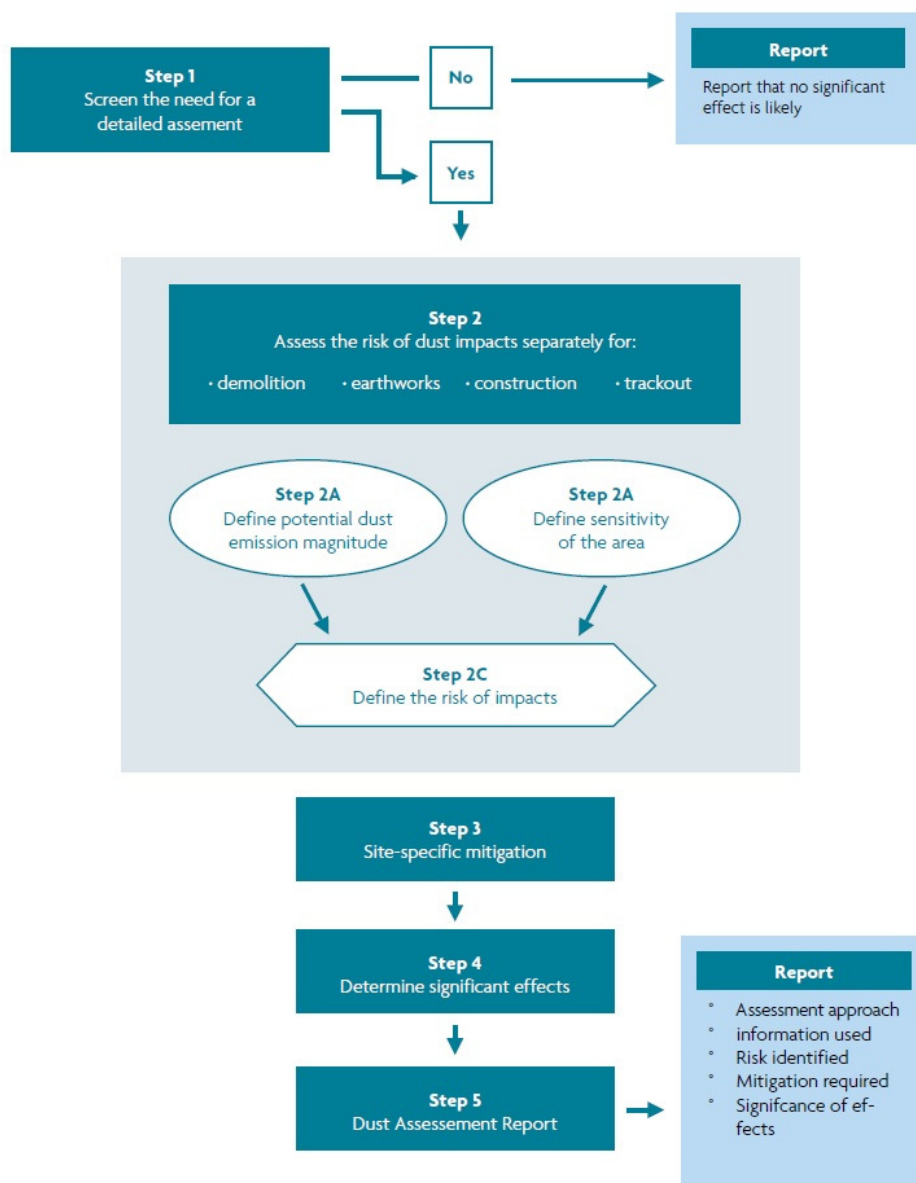 Step 1
Screen the need for a
detailed assement
No
Report
Report that no significant
effect is likely
Yes
Step 2
Assess the risk of dust impacts separately for:
· demolition · earthworks · construction · trackout
Step 2A
Define potential dust
emission magnitude
Step 2A
Define sensitivity
of the area
Step 2C
Define the risk of impacts
Step 3
Site-specific mitigation
Step 4
Determine significant effects
Step 5
Dust Assessement Report
Report
° Assessment approach
° information used
° Risk identified
° Mitigation required
° Signifcance of ef-
fects